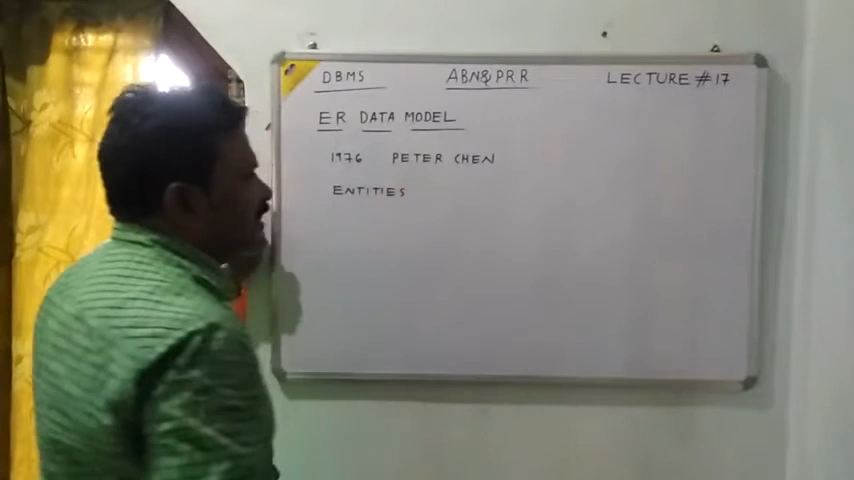 DBMS ABN&PRR LECTURE #17
ER DATA MODEL
1976 PETER CHEN
ENTITIES